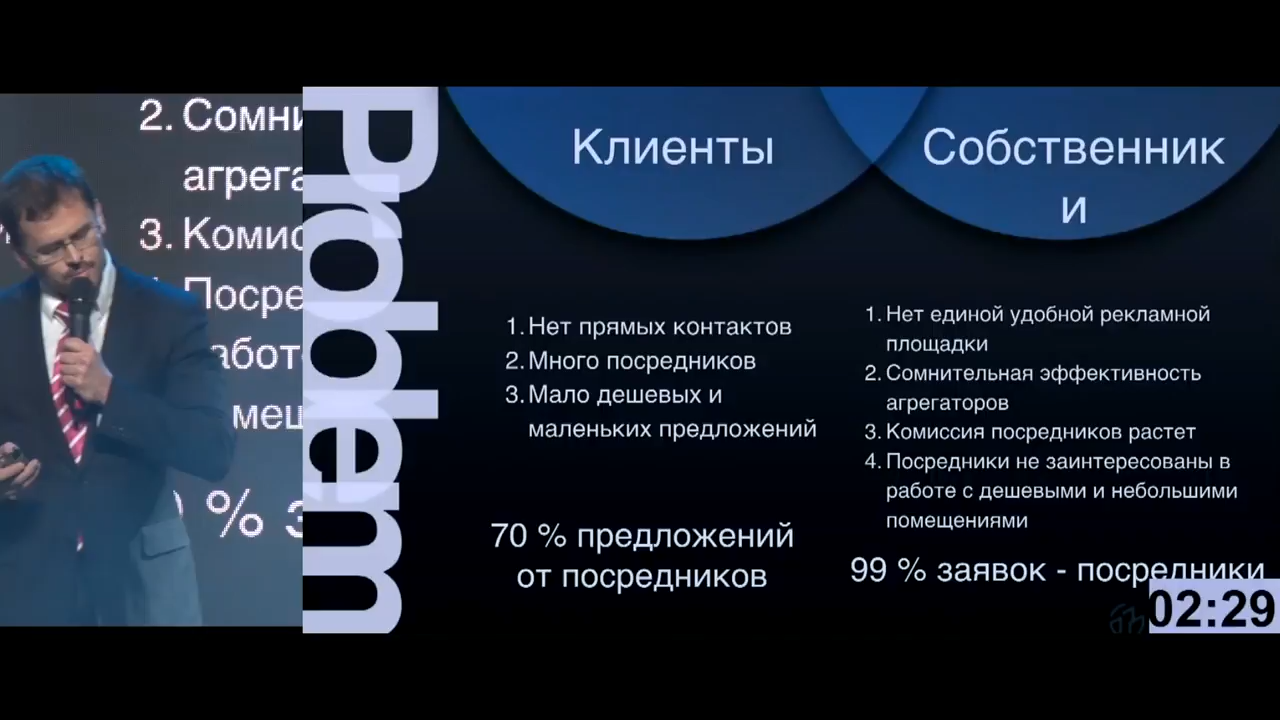 2. Сомни
агрега
3. Комис
Посре
работ
мещ
% з
Problem
Клиенты
Собственник
и
1. Нет прямых контактов
2. Много посредников
3. Мало дешевых и
маленьких предложений
70 % предложений
от посредников
1. Нет единой удобной рекламной
площадки
2. Сомнительная эффективность
агрегаторов
3. Комиссия посредников растет
4. Посредники не заинтересованы в
работе с дешевыми и небольшими
помещениями
99 % заявок - посредники
02:29